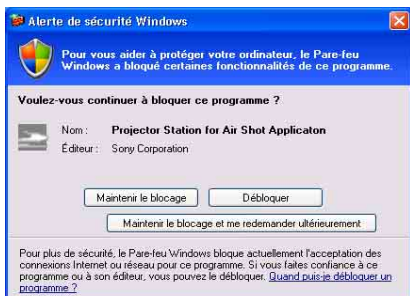 Alerte de sécurité Windows
Pour vous aider à protéger votre ordinateur, le Pare-feu
Windows a bloqué certaines fonctionnalités de ce programme.
Voulez-vous continuer à bloquer ce programme ?
Nom : Projector Station for Air Shot Applicaton
Éditeur : Sony Corporation
Maintenir le blocage Débloquer
Maintenir le blocage et me redemander ultérieurement
Pour plus de sécurité, le Pare-feu Windows bloque actuellement l'acceptation des
connexions Internet ou réseau pour ce programme. Si vous faites confiance à ce
programme ou à son éditeur, vous pouvez le débloquer. Quand puis-je débloquer un
programme ?